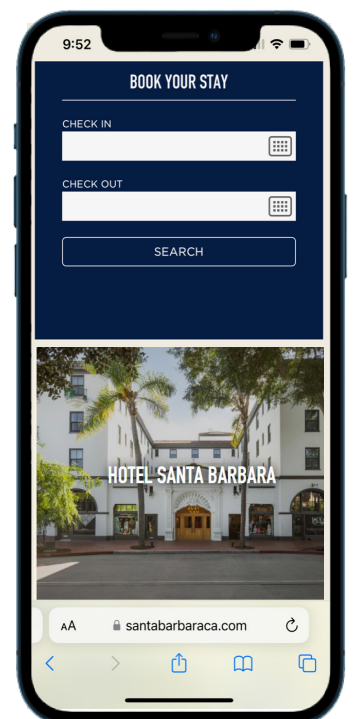 9:52
BOOK YOUR STAY
CHECK IN
CHECK OUT
SEARCH
HOTEL SANTA BARBARA
AA santabarbaraca.com